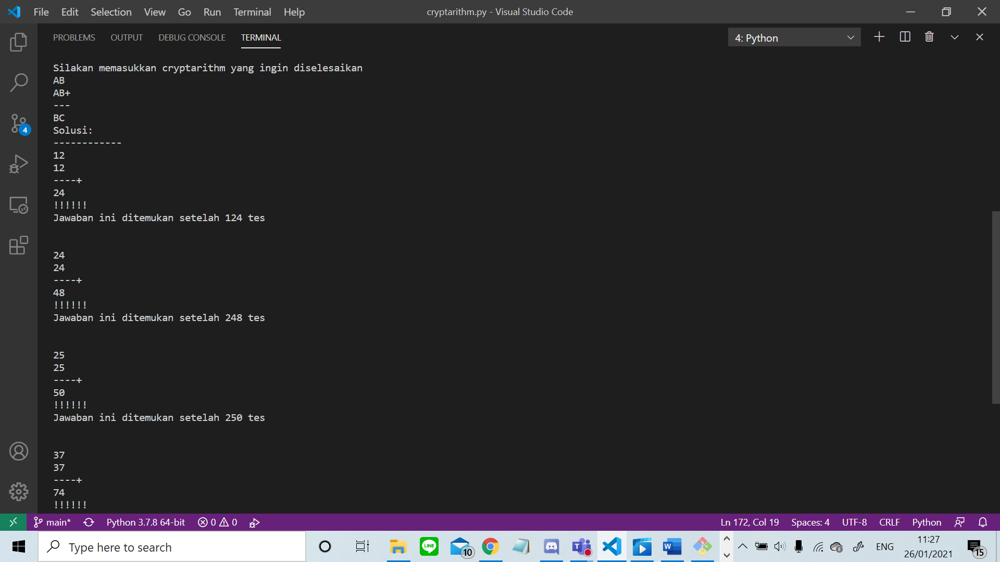 File Edit Selection View Go Run Terminal Help
cryptarithm.py - Visual Studio Code
PROBLEMS OUTPUT DEBUG CONSOLE TERMINAL
4: Python
Silakan memasukkan cryptarithm yang ingin diselesaikan
AB
AB+
---
BC
Solusi:
------------
12
12
----+
24
!!!!!!
Jawaban ini ditemukan setelah 124 tes
24
24
----+
48
!!!!!!
Jawaban ini ditemukan setelah 248 tes
25
25
----+
50
!!!!!!
Jawaban ini ditemukan setelah 250 tes
37
37
----+
74
!!!!!!
4
main* Python 3.7.8 64-bit 0 0 Ln 172, Col 19 Spaces: 4 UTF-8 CRLF Python
Type here to search
LINE
10
T
W
ENG
11:27
26/01/2021
15